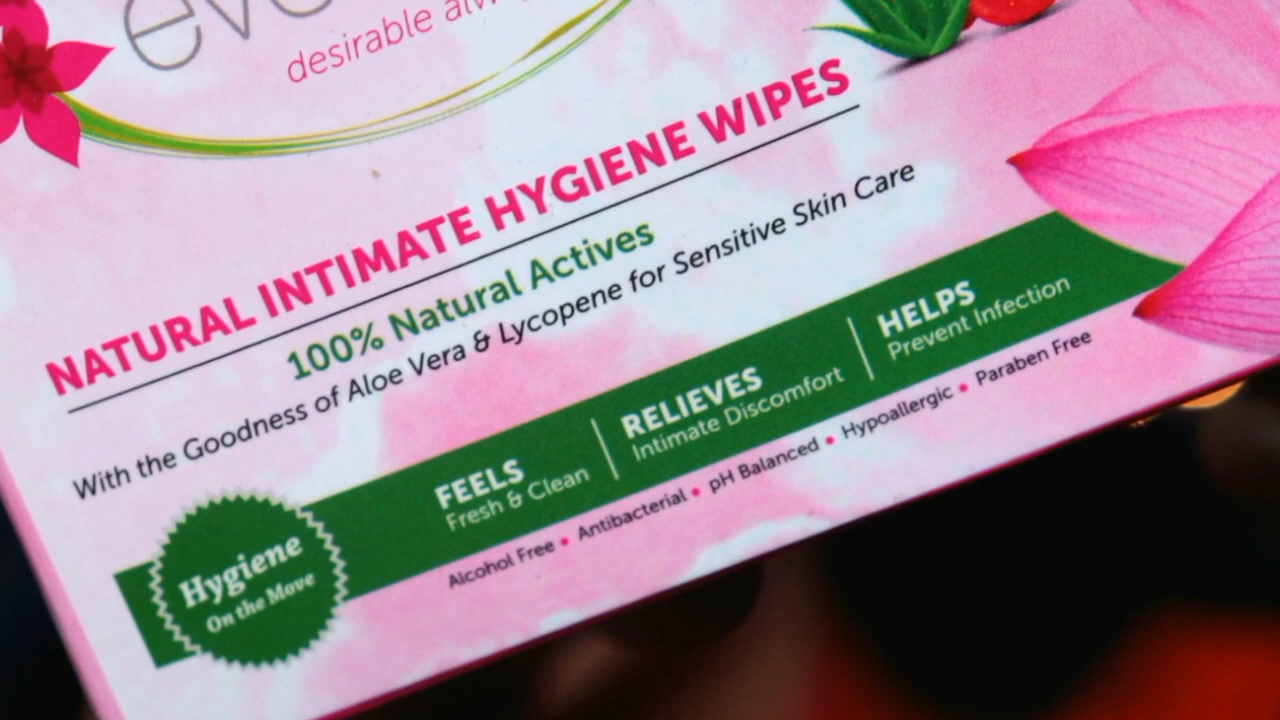 desirable
NATURAL INTIMATE HYGIENE WIPES
100% Natural Actives
With the Goodness of Aloe Vera & Lycopene for Sensitive Skin Care
FEELS
Fresh & Clean
RELIEVES
Intimate Discomfort
HELPS
Prevent Infection
Hygiene
On the Move
Alcohol Free • Antibacterial • pH Balanced • Hypoallergic • Paraben Free